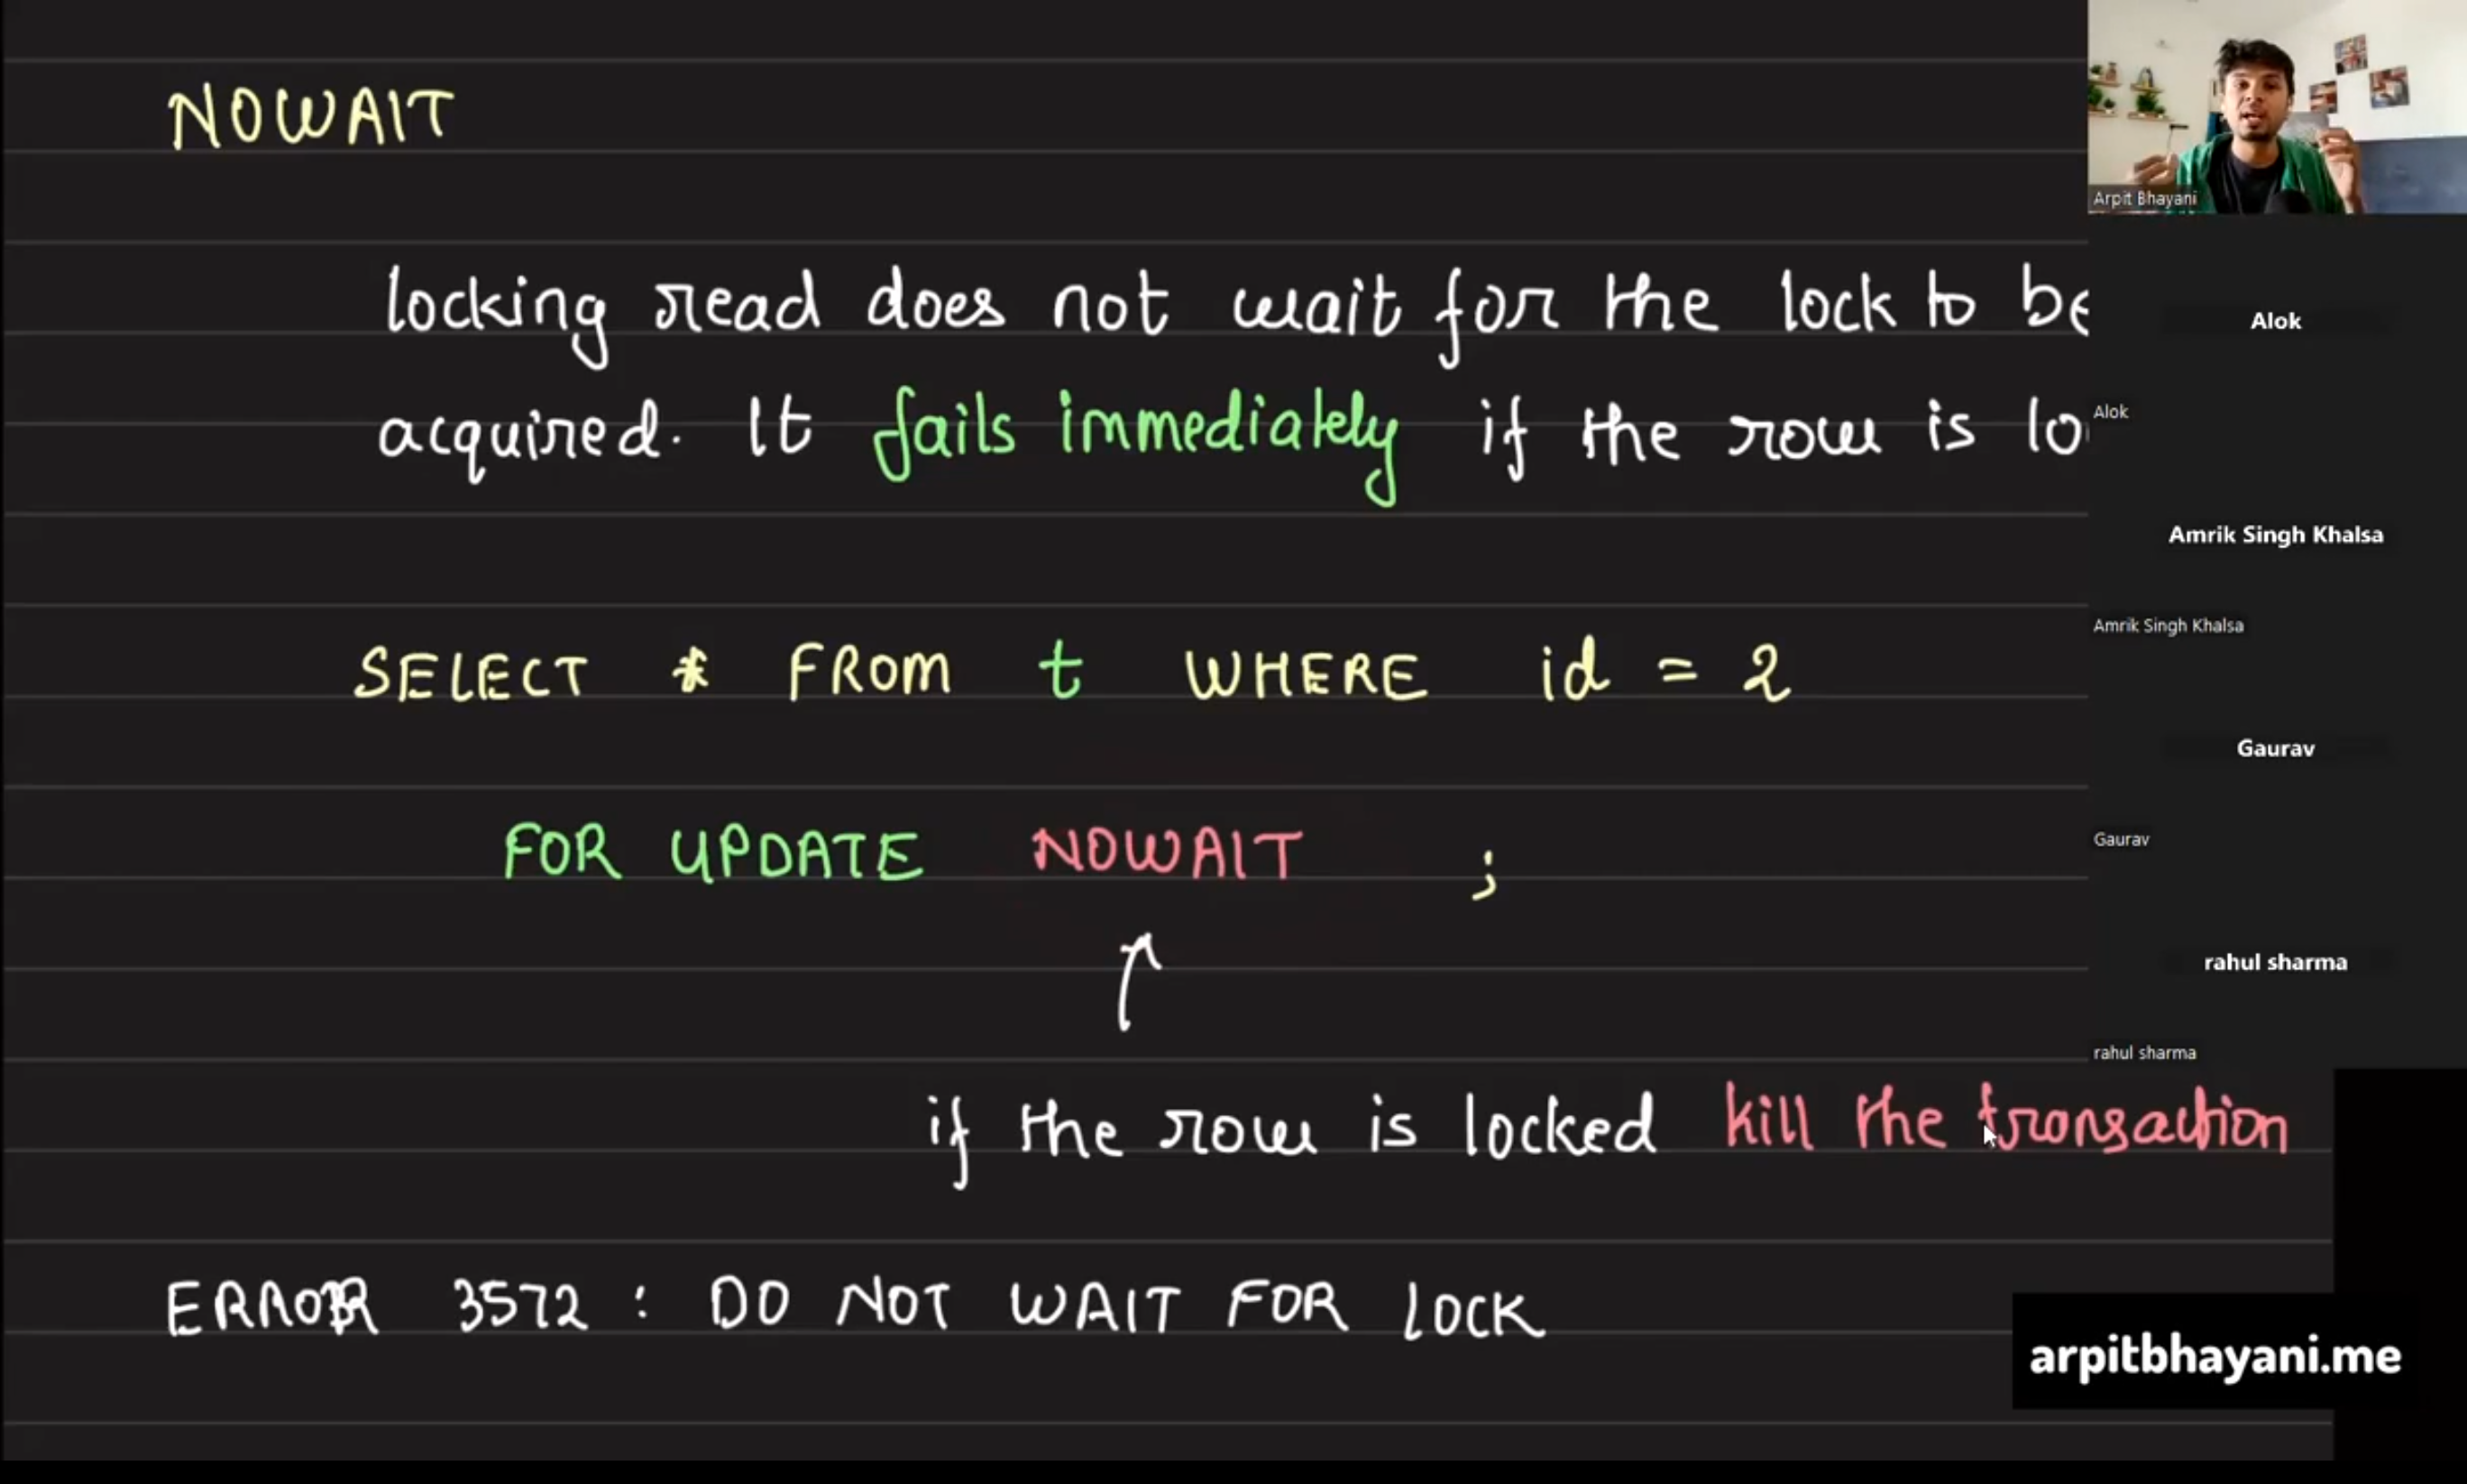 NOWAIT
locking read does not wait for the lock to be
acquired. It fails immediately if the row is lo
SELECT * FROM t WHERE id = 2
FOR UPDATE NOWAIT ;
if the row is locked kill the transaction
ERROR 3572 : DO NOT WAIT FOR LOCK
Arpit Bhayani
Alok
Alok
Amrik Singh Khalsa
Amrik Singh Khalsa
Gaurav
Gaurav
rahul sharma
rahul sharma
arpitbhayani.me